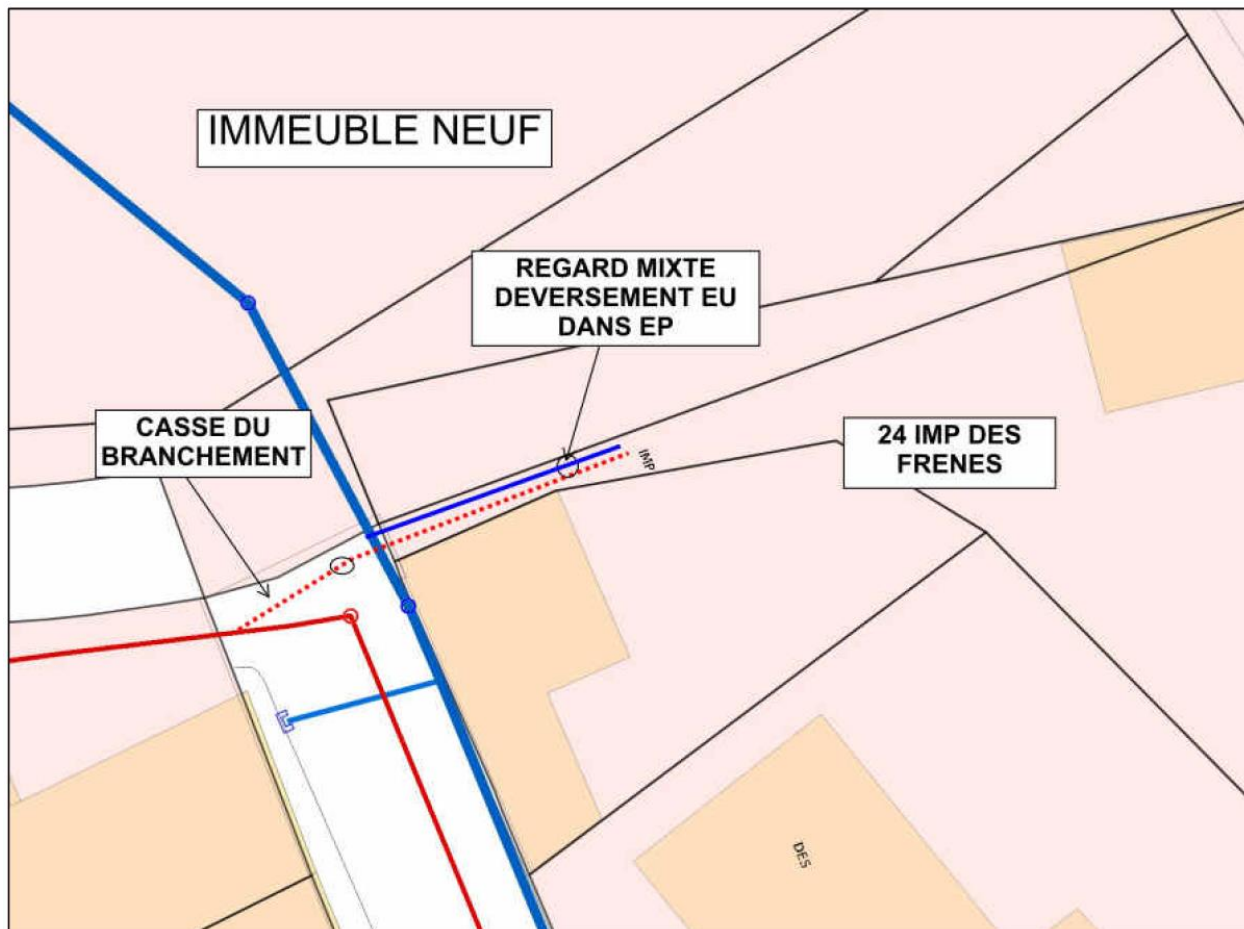 IMMEUBLE NEUF
REGARD MIXTE
DEVERSEMENT EU
DANS EP
CASSE DU
BRANCHEMENT
24 IMP DES
FRENES
IMP
DES